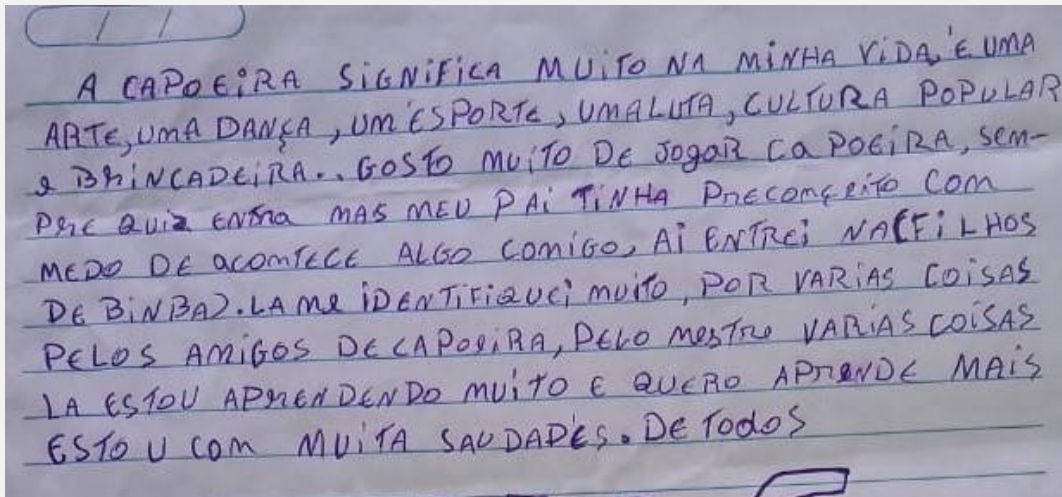 A CAPOEiRA SiGNiFiCA MUiTO NA MiNHA ViDA, É UMA
ARTE, UMA DANÇA, UM ESPORTE, UMA LUTA, CULTURA POPULAR
e BRiNCADEiRA.. GOSTO MUiTO DE JOgAR CAPOEiRA, SEM-
PRE QUiZ ENTRA MAS MEU PAi TiNHA PRECOMÇEiTO COM
MEDO DE ACOMTECE ALGO COMiGO, Ai ENTREi NA (FiLHOS
DE BiNBA). LA ME iDENTiFiQUEi MUiTO, POR VARiAS COiSAS
PELOS AMiGOS DE CAPOEiRA, PELO MESTRE VARiAS COiSAS
LA ESTOU APRENDENDO MUiTO E QUERO APRENDE MAiS
ESTOU COM MUiTA SAUDADES. DE TODOS